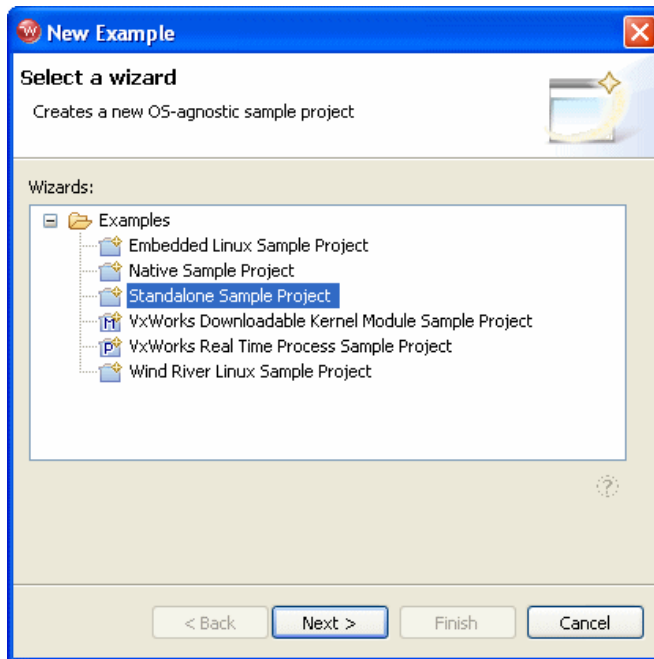 New Example
Select a wizard
Creates a new OS-agnostic sample project
Wizards:
Examples
Embedded Linux Sample Project
Native Sample Project
Standalone Sample Project
M VxWorks Downloadable Kernel Module Sample Project
P VxWorks Real Time Process Sample Project
Wind River Linux Sample Project
?
< Back Next > Finish Cancel